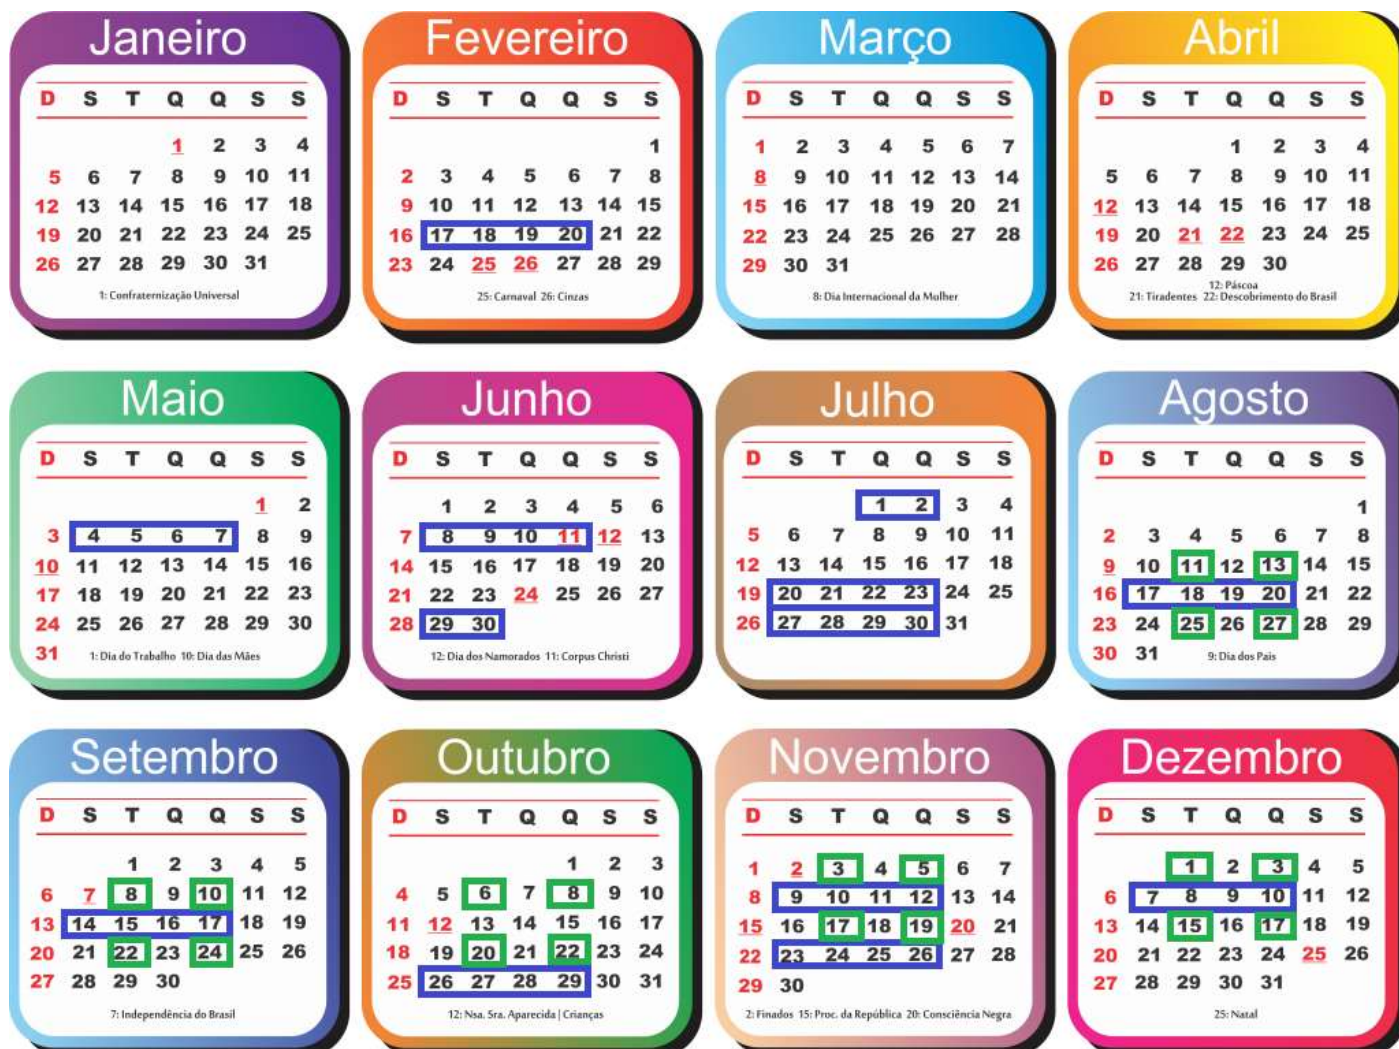 Janeiro
D S T Q Q S S
1 2 3 4
5 6 7 8 9 10 11
12 13 14 15 16 17 18
19 20 21 22 23 24 25
26 27 28 29 30 31
1: Confraternização Universal
Fevereiro
D S T Q Q S S
1
2 3 4 5 6 7 8
9 10 11 12 13 14 15
16 17 18 19 20 21 22
23 24 25 26 27 28 29
25: Carnaval 26: Cinzas
Março
D S T Q Q S S
1 2 3 4 5 6 7
8 9 10 11 12 13 14
15 16 17 18 19 20 21
22 23 24 25 26 27 28
29 30 31
8: Dia Internacional da Mulher
Abril
D S T Q Q S S
1 2 3 4
5 6 7 8 9 10 11
12 13 14 15 16 17 18
19 20 21 22 23 24 25
26 27 28 29 30
12: Páscoa
21: Tiradentes 22: Descobrimento do Brasil
Maio
D S T Q Q S S
1 2
3 4 5 6 7 8 9
10 11 12 13 14 15 16
17 18 19 20 21 22 23
24 25 26 27 28 29 30
31 1: Dia do Trabalho 10: Dia das Mães
Junho
D S T Q Q S S
1 2 3 4 5 6
7 8 9 10 11 12 13
14 15 16 17 18 19 20
21 22 23 24 25 26 27
28 29 30
12: Dia dos Namorados 11: Corpus Christi
Julho
D S T Q Q S S
1 2 3 4
5 6 7 8 9 10 11
12 13 14 15 16 17 18
19 20 21 22 23 24 25
26 27 28 29 30 31
Agosto
D S T Q Q S S
1
2 3 4 5 6 7 8
9 10 11 12 13 14 15
16 17 18 19 20 21 22
23 24 25 26 27 28 29
30 31 9: Dia dos Pais
Setembro
D S T Q Q S S
1 2 3 4 5
6 7 8 9 10 11 12
13 14 15 16 17 18 19
20 21 22 23 24 25 26
27 28 29 30
7: Independência do Brasil
Outubro
D S T Q Q S S
1 2 3
4 5 6 7 8 9 10
11 12 13 14 15 16 17
18 19 20 21 22 23 24
25 26 27 28 29 30 31
12: Nsa. Sra. Aparecida | Crianças
Novembro
D S T Q Q S S
1 2 3 4 5 6 7
8 9 10 11 12 13 14
15 16 17 18 19 20 21
22 23 24 25 26 27 28
29 30
2: Finados 15: Proc. da República 20: Consciência Negra
Dezembro
D S T Q Q S S
1 2 3 4 5
6 7 8 9 10 11 12
13 14 15 16 17 18 19
20 21 22 23 24 25 26
27 28 29 30 31
25: Natal